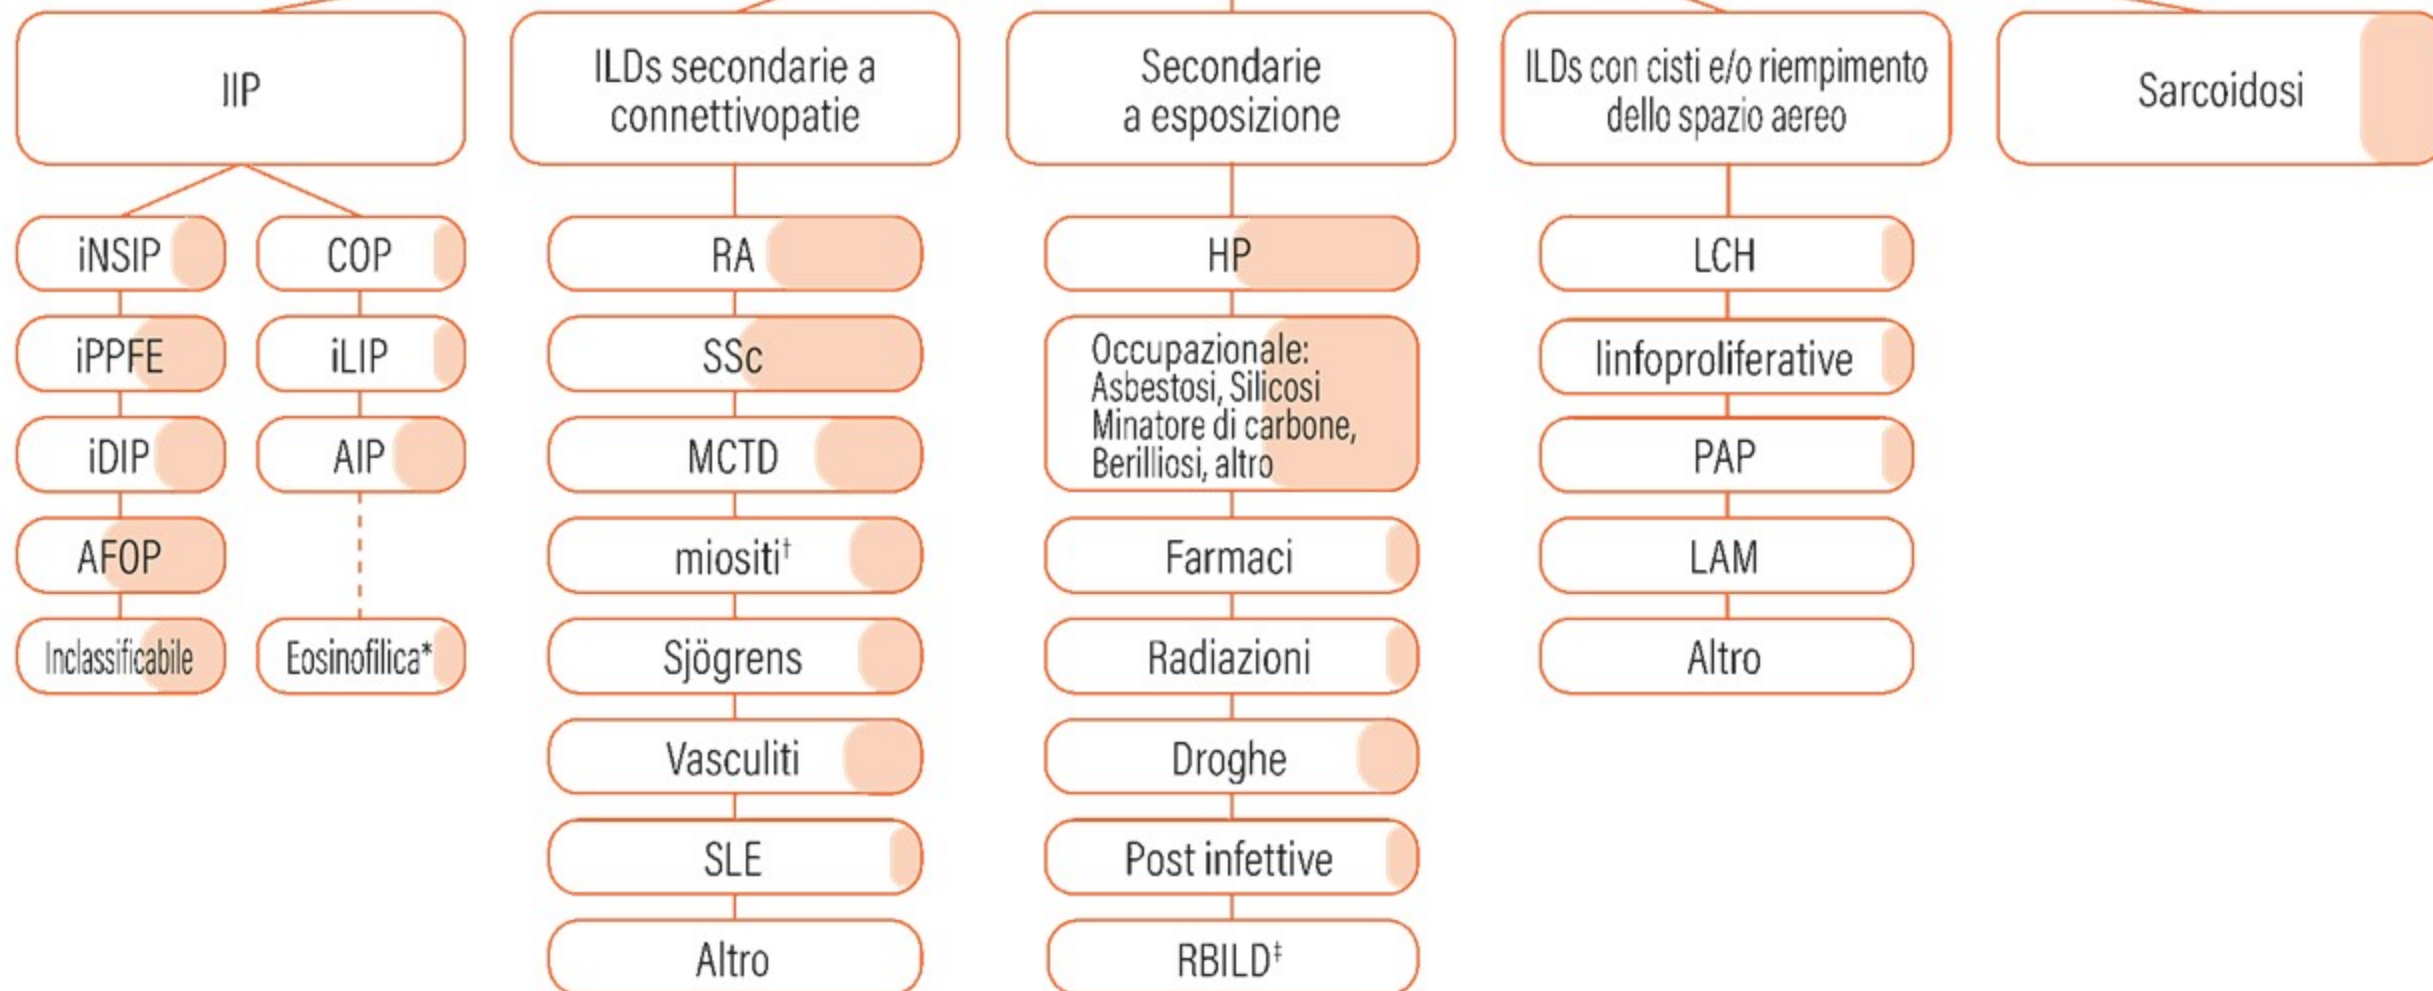 IIP
ILDs secondarie a
connettivopatie
Secondarie
a esposizione
ILDs con cisti e/o riempimento
dello spazio aereo
Sarcoidosi
iNSIP
iPPFE
iDIP
AFOP
Inclassificabile
COP
iLIP
AIP
Eosinofilica*
RA
SSc
MCTD
miositi†
Sjögrens
Vasculiti
SLE
Altro
HP
Occupazionale:
Asbestosi, Silicosi
Minatore di carbone,
Berilliosi, altro
Farmaci
Radiazioni
Droghe
Post infettive
RBILD‡
LCH
linfoproliferative
PAP
LAM
Altro